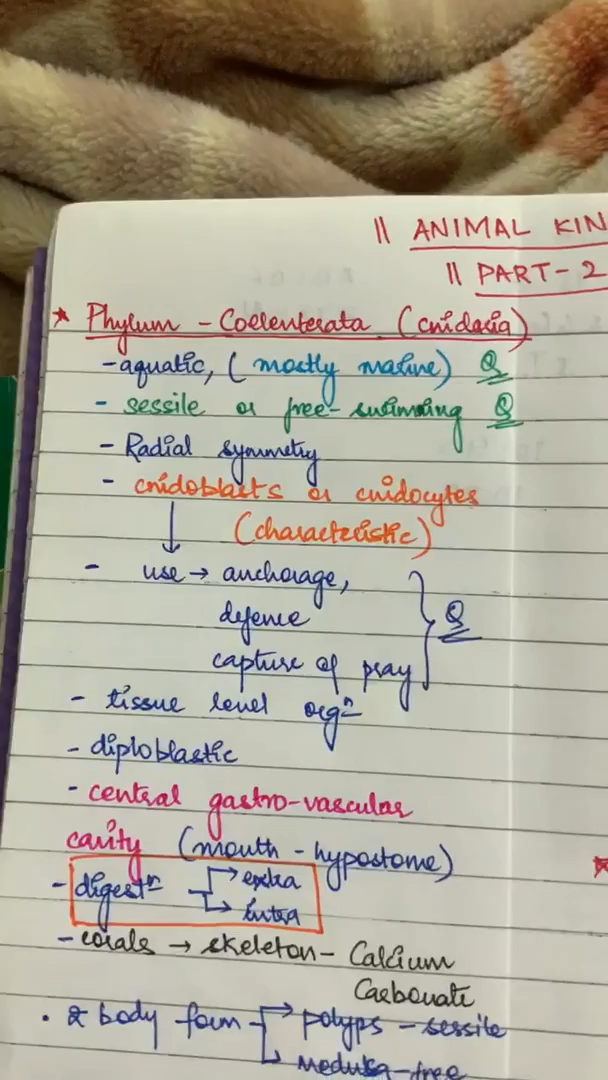 || ANIMAL KIN
|| PART-2
* Phylum - Coelenterata (cnidaria)
- aquatic, (mostly marine) Q
- sessile or free-swimming Q
- Radial symmetry
- cnidoblasts or cnidocytes
(characteristic)
- use → anchorage,
defence
capture of pray
Q
- tissue level orgⁿ
- diploblastic
- central gastro-vascular
cavity (mouth - hypostome)
- digestⁿ → extra
→ intra
- corals → skeleton - Calcium
Carbonate
• 2 body form → polyps - sessile
→ medusa - free